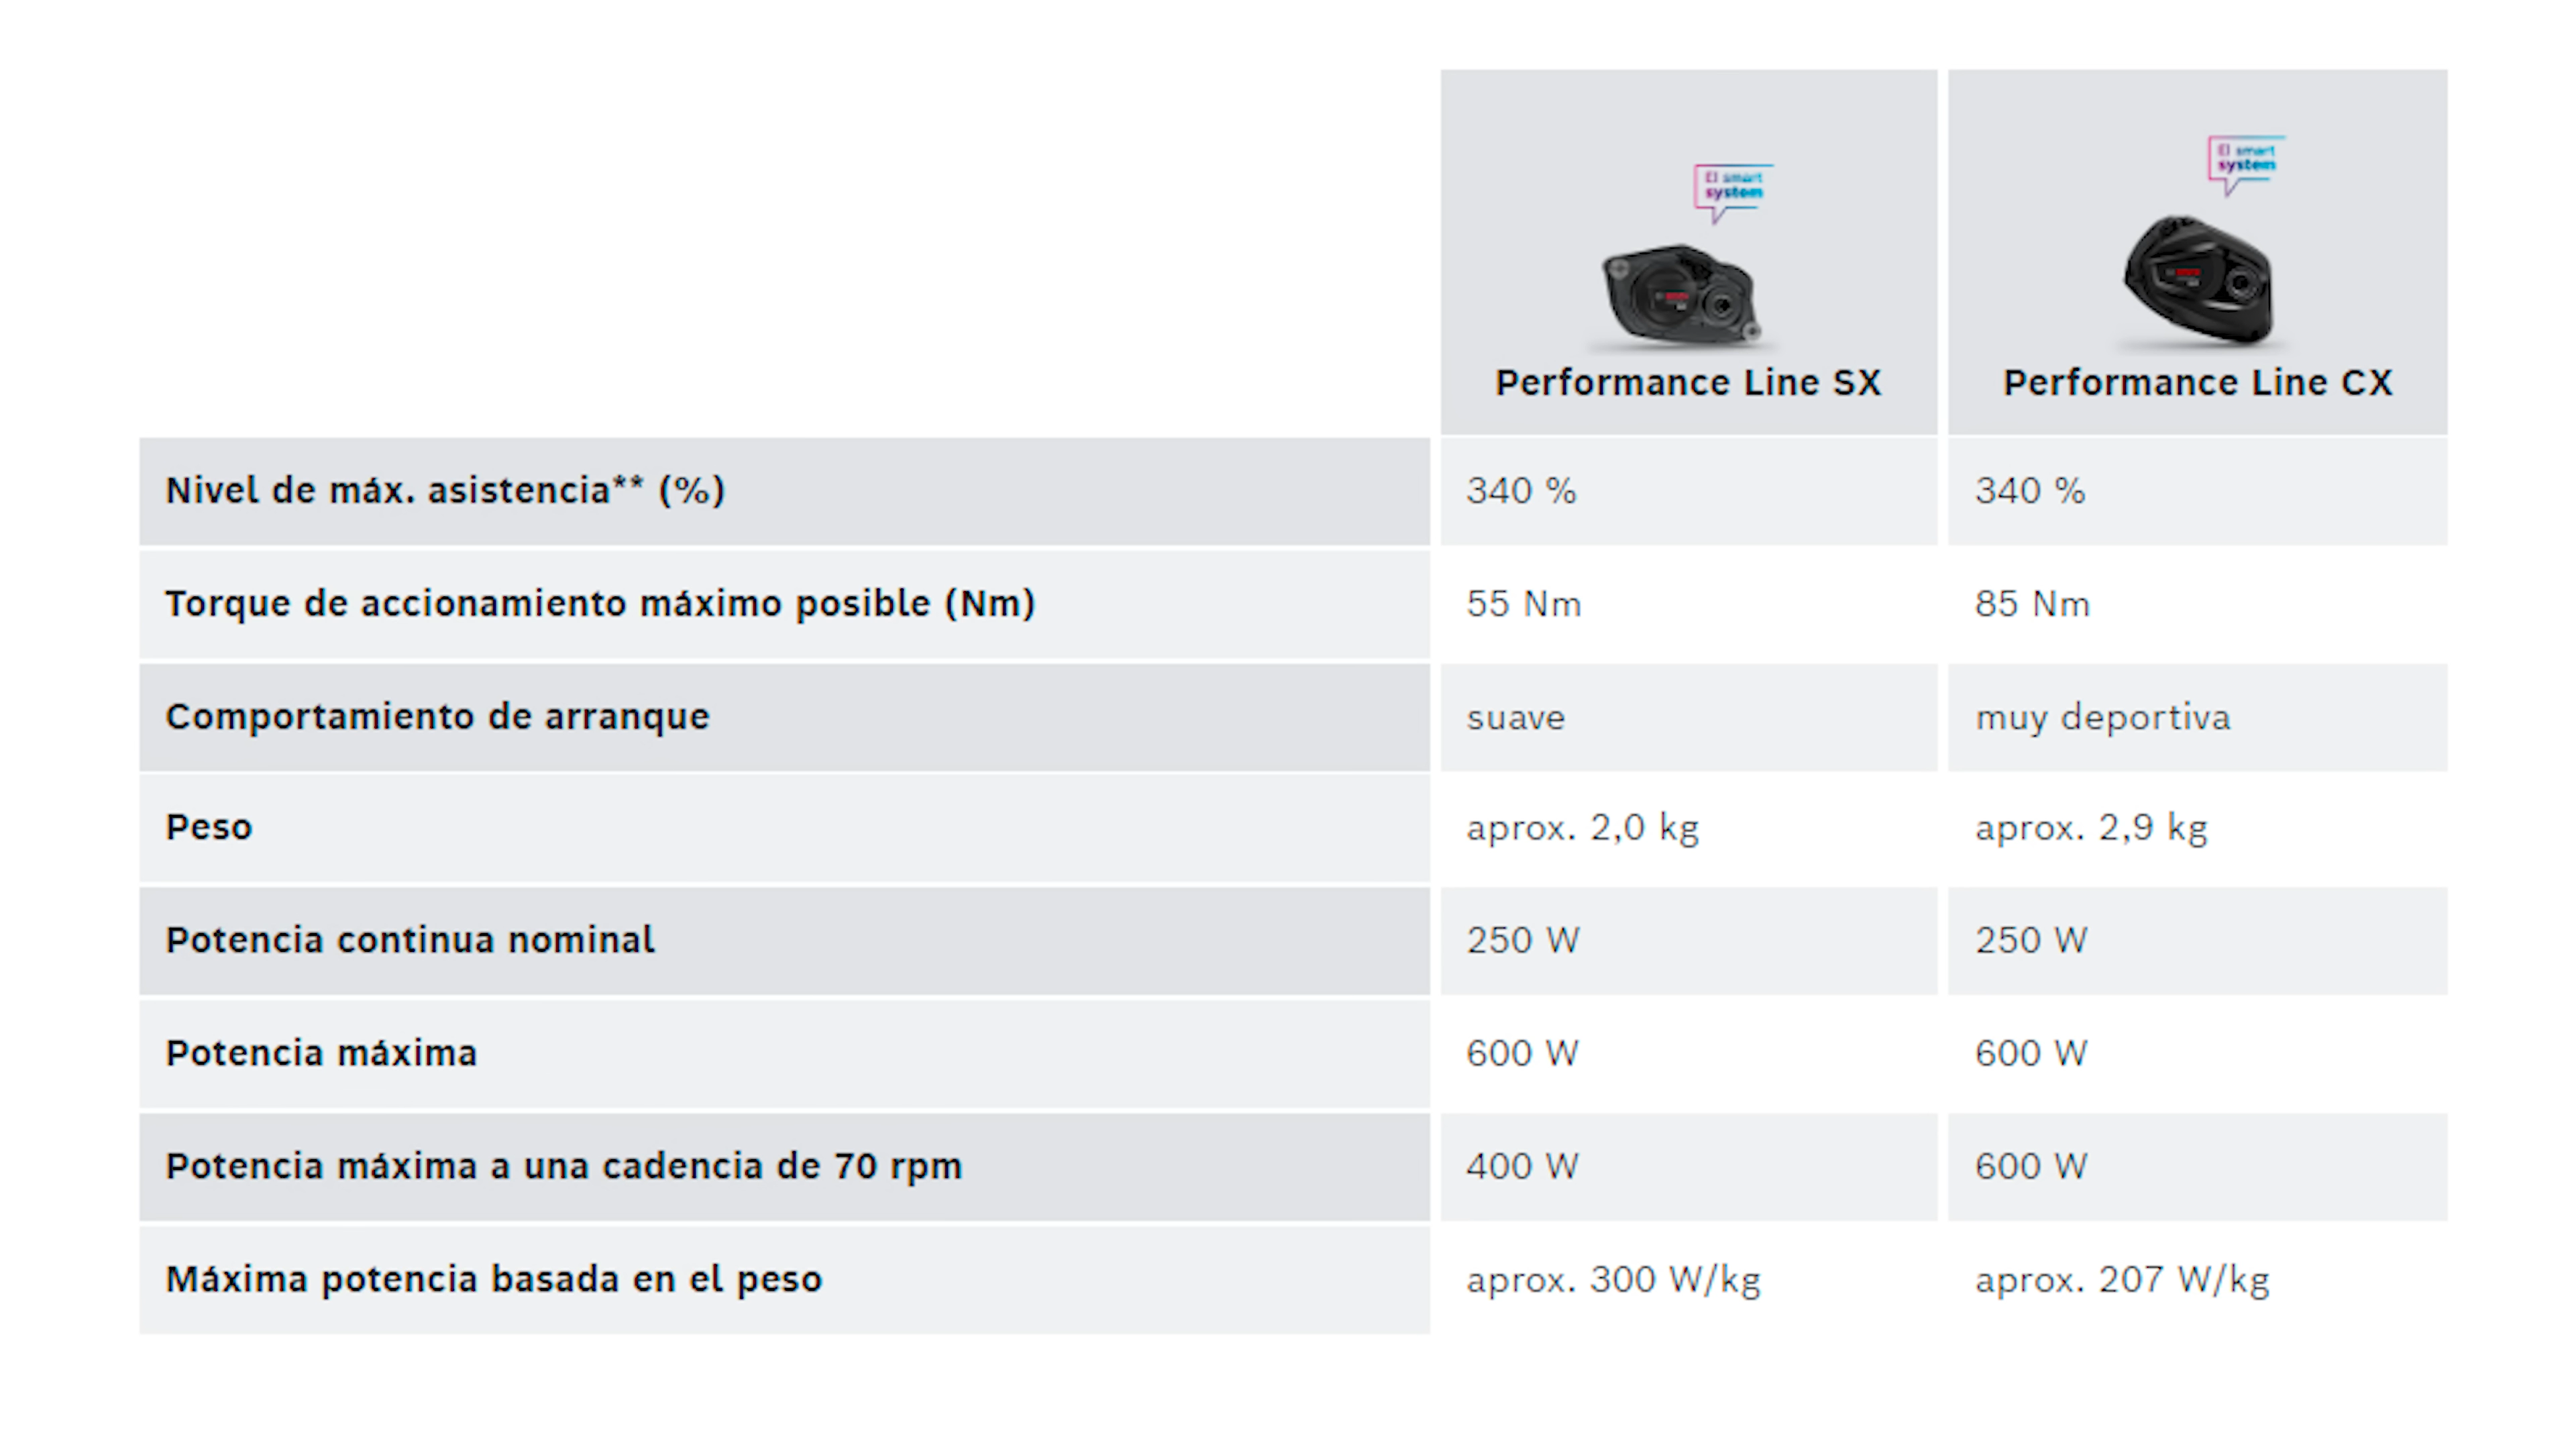 El smart
system
El smart
system
Performance Line SX
Performance Line CX
Nivel de máx. asistencia** (%)
340 %
340 %
Torque de accionamiento máximo posible (Nm)
55 Nm
85 Nm
Comportamiento de arranque
suave
muy deportiva
Peso
aprox. 2,0 kg
aprox. 2,9 kg
Potencia continua nominal
250 W
250 W
Potencia máxima
600 W
600 W
Potencia máxima a una cadencia de 70 rpm
400 W
600 W
Máxima potencia basada en el peso
aprox. 300 W/kg
aprox. 207 W/kg